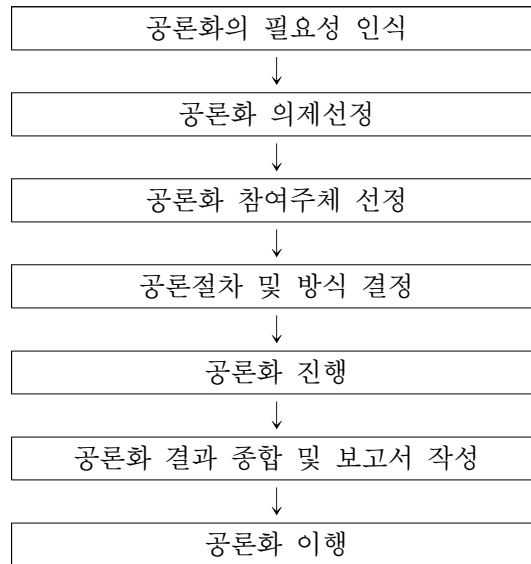 공론화의 필요성 인식
↓
공론화 의제선정
↓
공론화 참여주체 선정
↓
공론절차 및 방식 결정
↓
공론화 진행
↓
공론화 결과 종합 및 보고서 작성
↓
공론화 이행